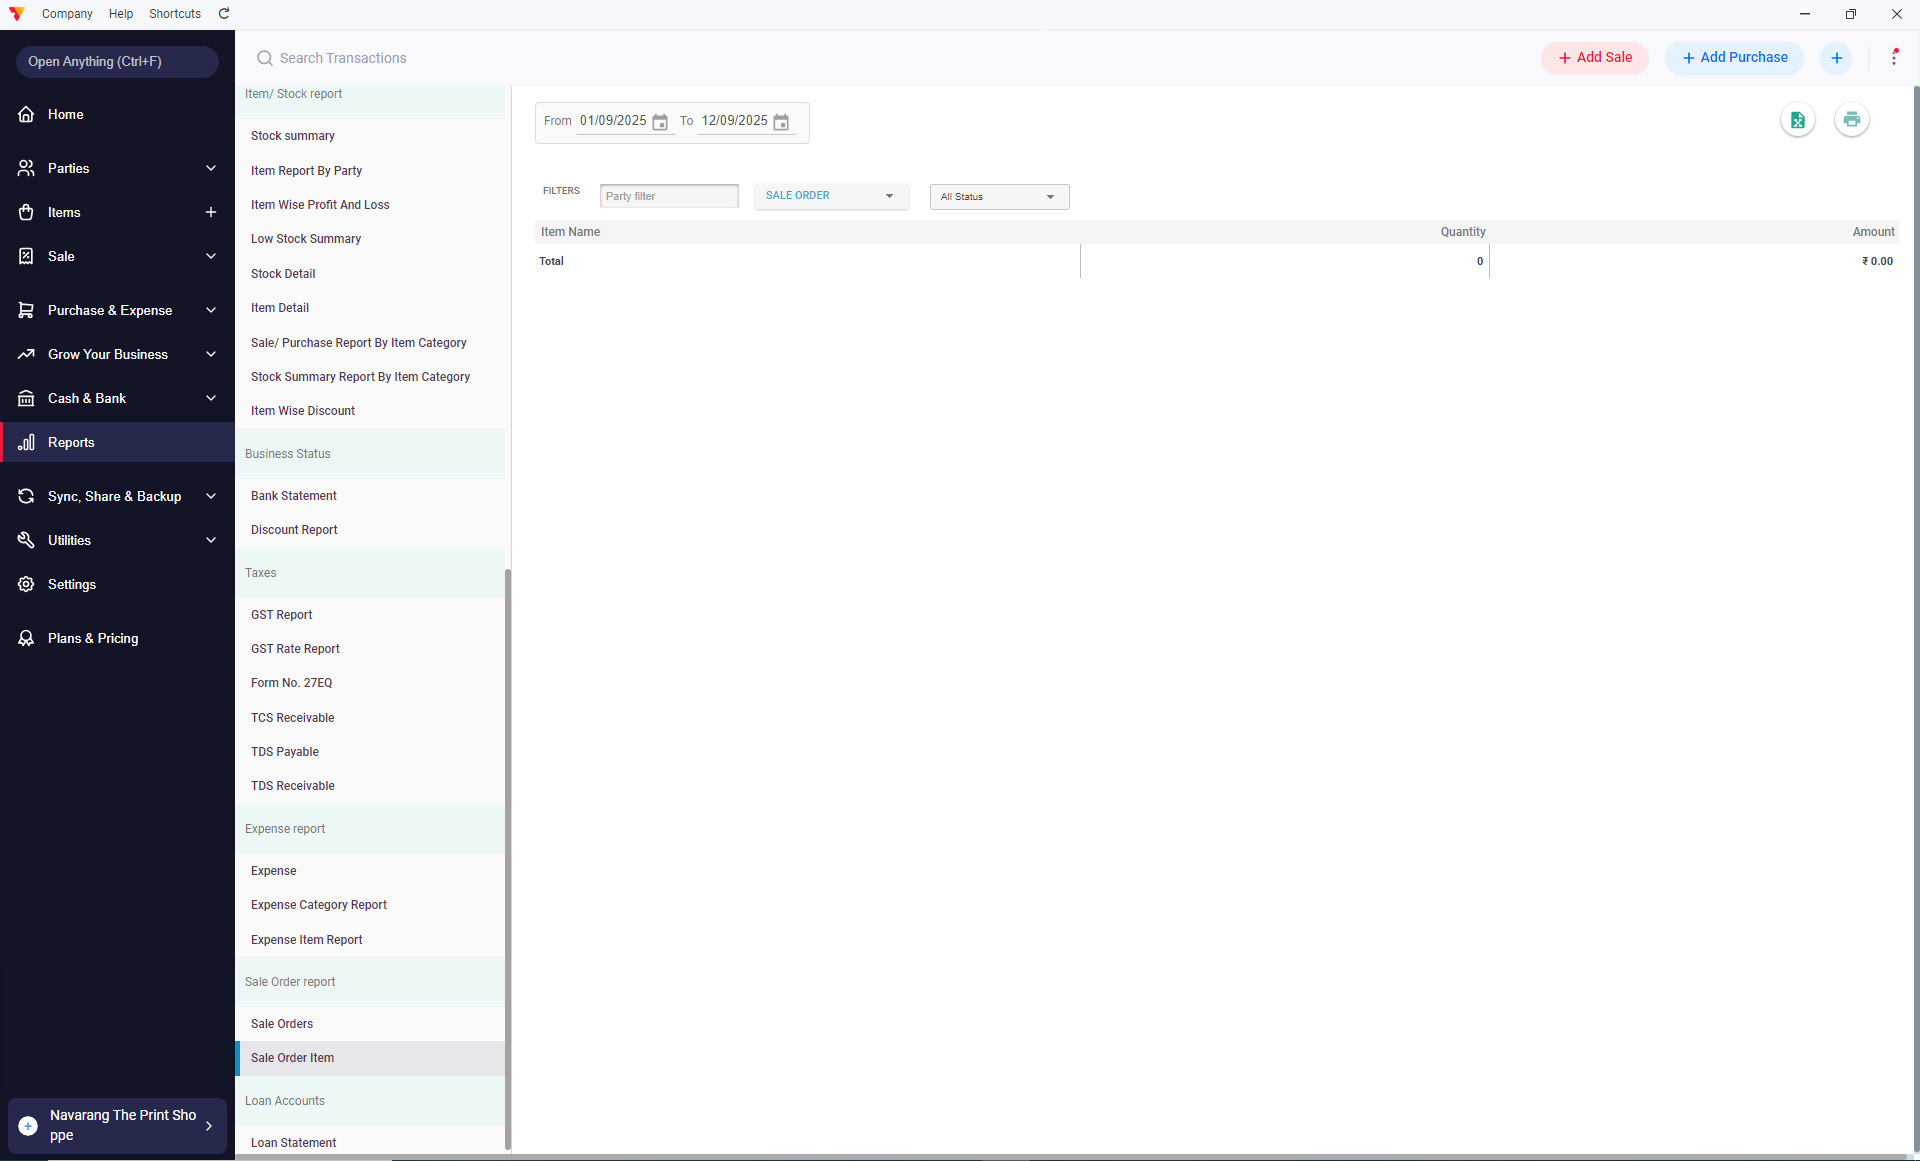 Company Help Shortcuts
Open Anything (Ctrl+F)
Home
Parties
Items
Sale
Purchase & Expense
Grow Your Business
Cash & Bank
Reports
Sync, Share & Backup
Utilities
Settings
Plans & Pricing
Navarang The Print Sho
ppe
Search Transactions
Add Sale
Add Purchase
Item/ Stock report
Stock summary
Item Report By Party
Item Wise Profit And Loss
Low Stock Summary
Stock Detail
Item Detail
Sale/ Purchase Report By Item Category
Stock Summary Report By Item Category
Item Wise Discount
Business Status
Bank Statement
Discount Report
Taxes
GST Report
GST Rate Report
Form No. 27EQ
TCS Receivable
TDS Payable
TDS Receivable
Expense report
Expense
Expense Category Report
Expense Item Report
Sale Order report
Sale Orders
Sale Order Item
Loan Accounts
Loan Statement
From 01/09/2025 To 12/09/2025
FILTERS Party filter SALE ORDER All Status
Item Name Quantity Amount
Total 0 ₹ 0.00